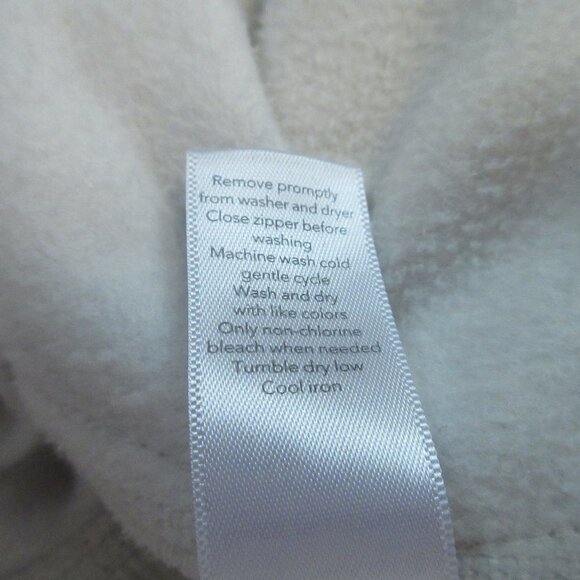 Remove promptly
from washer and dryer
Close zipper before
washing
Machine wash cold
gentle cycle
Wash and dry
with like colors
Only non-chlorine
bleach when needed
Tumble dry low
Cool iron